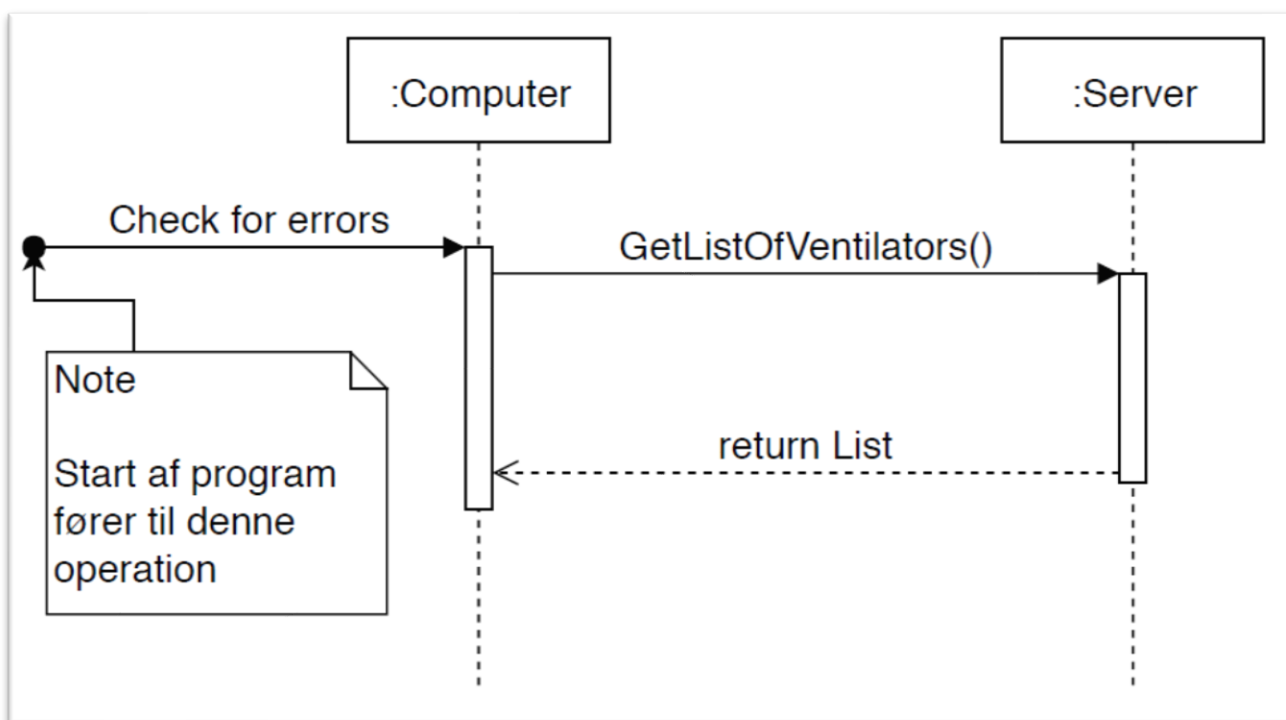 :Computer
:Server
Check for errors
GetListOfVentilators()
Note
Start af program
fører til denne
operation
return List